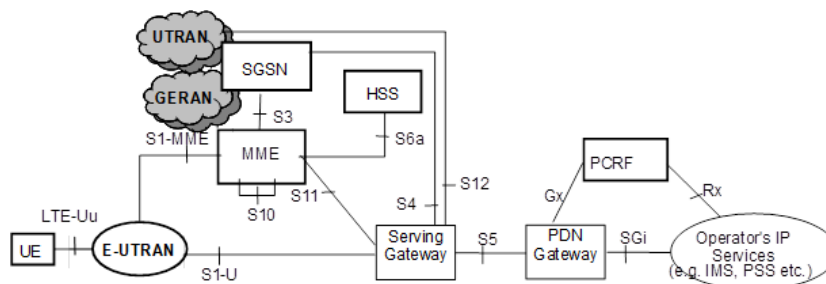 UTRAN
SGSN
GERAN
HSS
S3
S1-MME
S6a
MME
PCRF
S12
S11
Gx
Rx
S10
S4
LTE-Uu
UE
E-UTRAN
Serving
Gateway
S5
PDN
Gateway
SGi
Operator's IP
Services
(e.g. IMS, PSS etc.)
S1-U